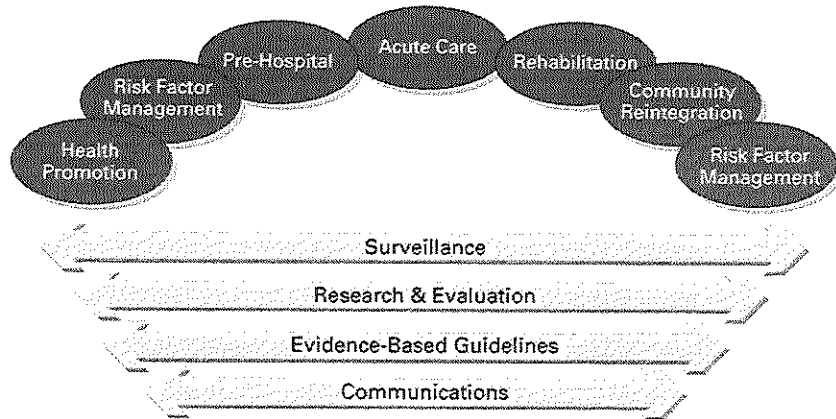 Health
Promotion
Risk Factor
Management
Pre-Hospital
Acute Care
Rehabilitation
Community
Reintegration
Risk Factor
Management
Surveillance
Research & Evaluation
Evidence-Based Guidelines
Communications